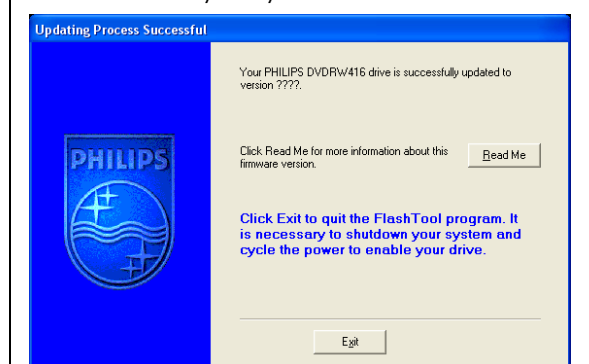 Updating Process Successful
Your PHILIPS DVDRW416 drive is successfully updated to
version ????.
Click Read Me for more information about this
firmware version.
Read Me
PHILIPS
Click Exit to quit the FlashTool program. It
is necessary to shutdown your system and
cycle the power to enable your drive.
Exit